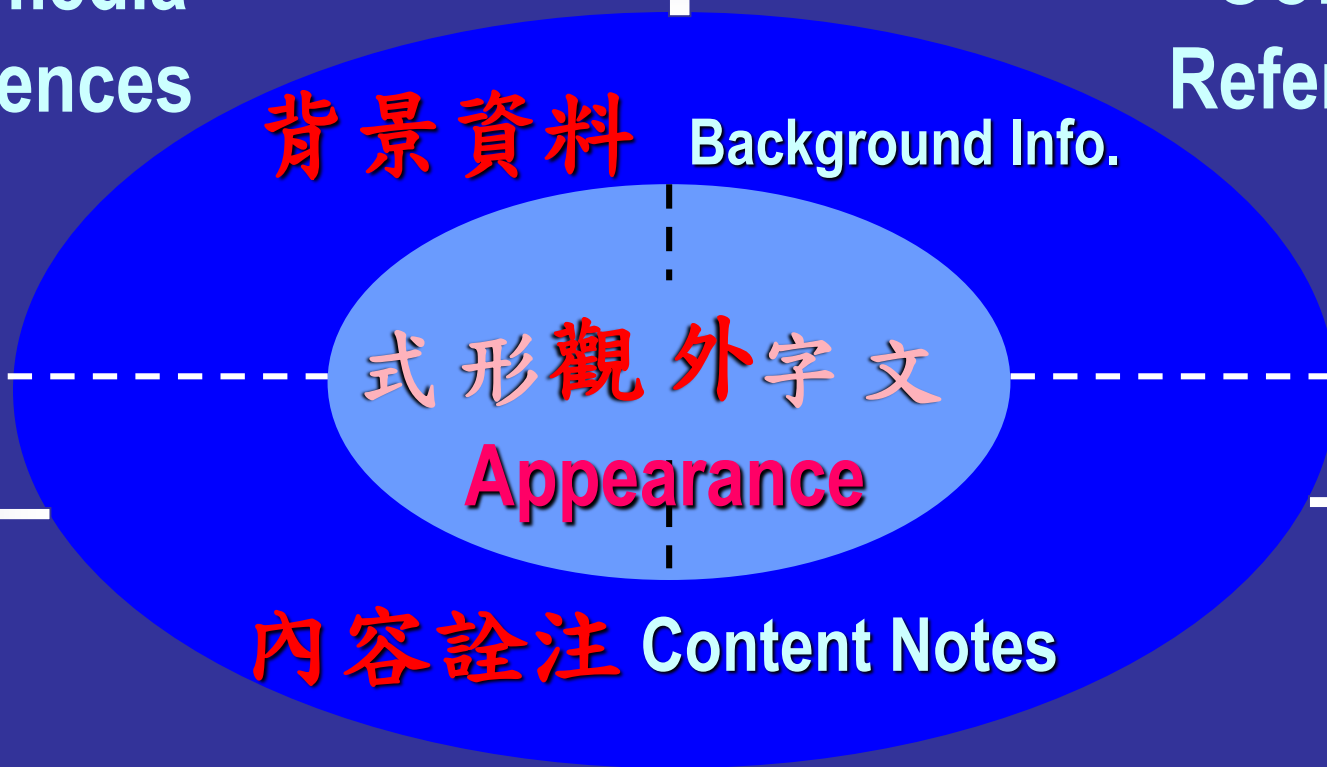 ences
Refer
背景資料 Background Info.
文字外觀形式
Appearance
內容詮注 Content Notes